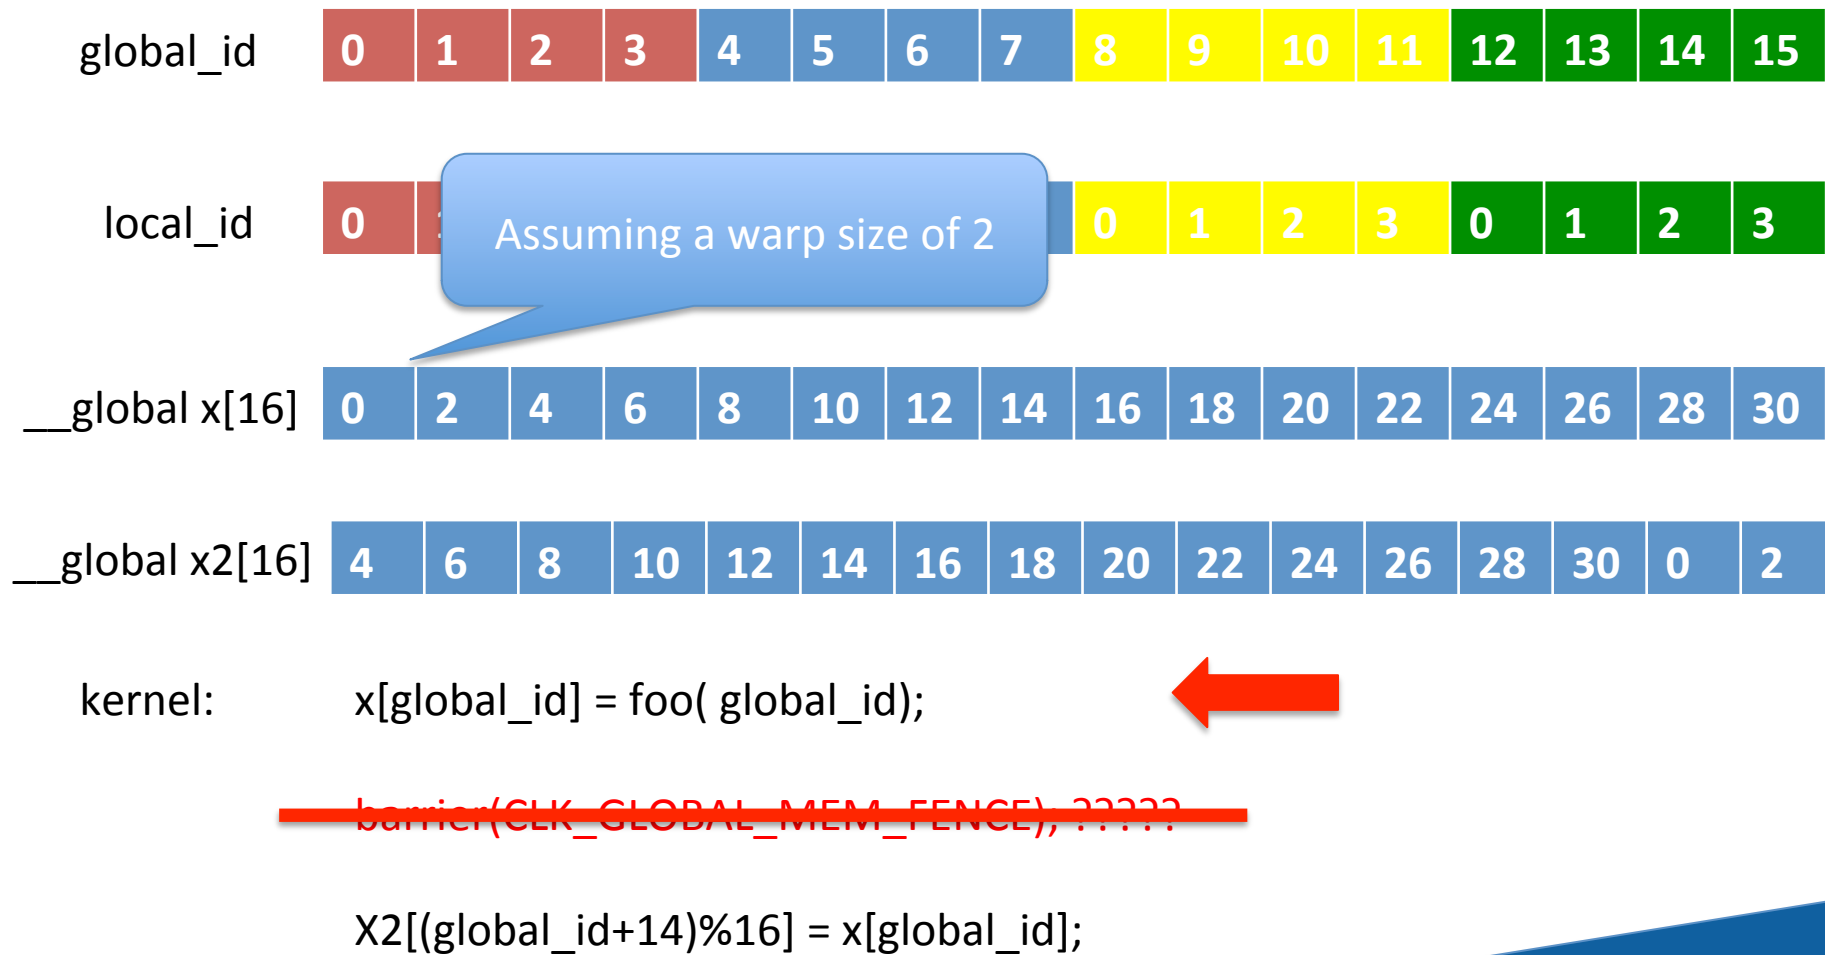 global_id 0 1 2 3 4 5 6 7 8 9 10 11 12 13 14 15
local_id 0 0 1 2 3 0 1 2 3
Assuming a warp size of 2
__global x[16] 0 2 4 6 8 10 12 14 16 18 20 22 24 26 28 30
__global x2[16] 4 6 8 10 12 14 16 18 20 22 24 26 28 30 0 2
kernel: x[global_id] = foo( global_id);
barrier(CLK_GLOBAL_MEM_FENCE); ?????
X2[(global_id+14)%16] = x[global_id];